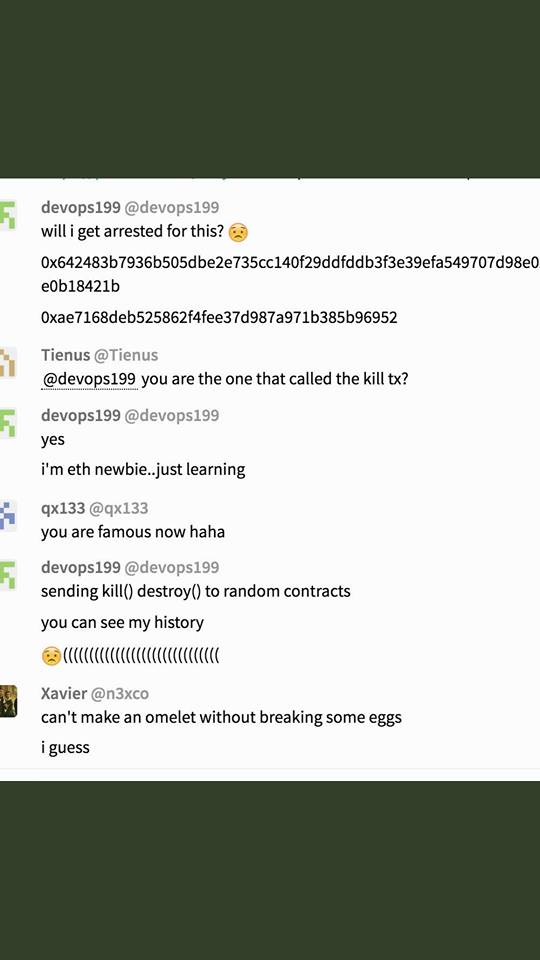 devops199 @devops199
will i get arrested for this? 😟
0x642483b7936b505dbe2e735cc140f29ddfddb3f3e39efa549707d98e0
e0b18421b
0xae7168deb525862f4fee37d987a971b385b96952
Tienus @Tienus
@devops199 you are the one that called the kill tx?
devops199 @devops199
yes
i'm eth newbie..just learning
qx133 @qx133
you are famous now haha
devops199 @devops199
sending kill() destroy() to random contracts
you can see my history
😟(((((((((((((((((((((((((((((((
Xavier @n3xco
can't make an omelet without breaking some eggs
i guess